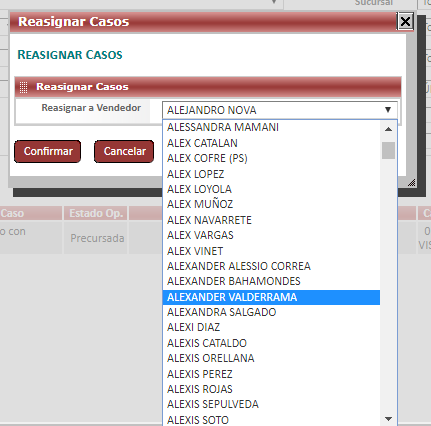 Sucursal
Reasignar Casos
REASIGNAR CASOS
Reasignar Casos
Reasignar a Vendedor
ALEJANDRO NOVA
ALESSANDRA MAMANI
ALEX CATALAN
ALEX COFRE (PS)
ALEX LOPEZ
ALEX LOYOLA
ALEX MUÑOZ
ALEX NAVARRETE
ALEX VARGAS
ALEX VINET
ALEXANDER ALESSIO CORREA
ALEXANDER BAHAMONDES
ALEXANDER VALDERRAMA
ALEXANDRA SALGADO
ALEXI DIAZ
ALEXIS CATALDO
ALEXIS ORELLANA
ALEXIS PEREZ
ALEXIS ROJAS
ALEXIS SEPULVEDA
ALEXIS SOTO
Confirmar Cancelar
Caso Estado Op.
con Precursada